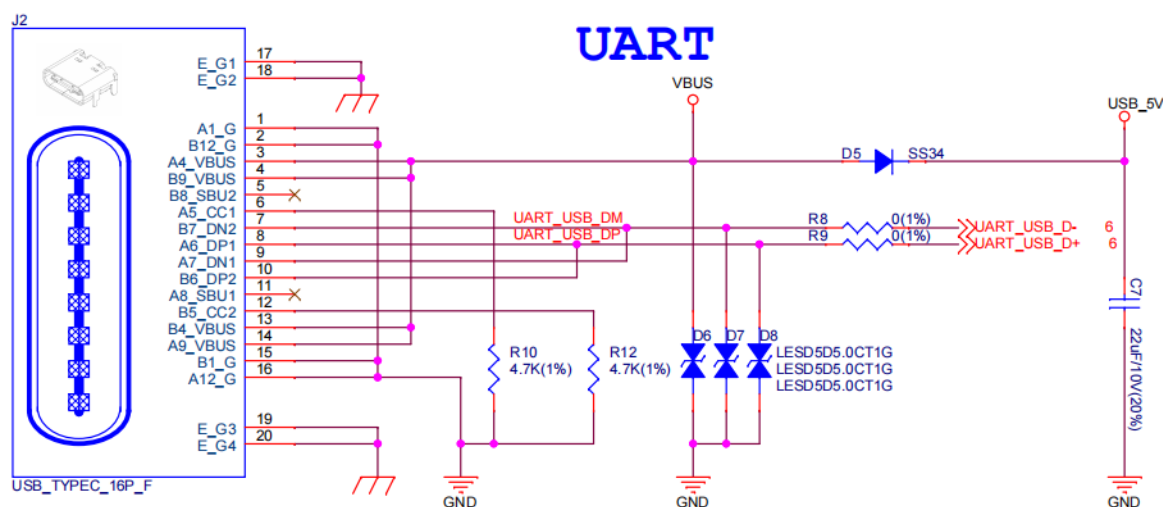 J2
UART
E_G1 17
E_G2 18
A1_G 1
B12_G 2
A4_VBUS 3
B9_VBUS 4
B8_SBU2 5
A5_CC1 6
B7_DN2 7
A6_DP1 8
A7_DN1 9
B6_DP2 10
A8_SBU1 11
B5_CC2 12
B4_VBUS 13
A9_VBUS 14
B1_G 15
A12_G 16
E_G3 19
E_G4 20
USB_TYPEC_16P_F
VBUS
USB_5V
D5 SS34
UART_USB_DM
UART_USB_DP
R8 0(1%)
R9 0(1%)
UART_USB_D- 6
UART_USB_D+ 6
R10
4.7K(1%)
R12
4.7K(1%)
D6 D7 D8
LESD5D5.0CT1G
LESD5D5.0CT1G
LESD5D5.0CT1G
C7
22uF/10V(20%)
GND
GND
GND